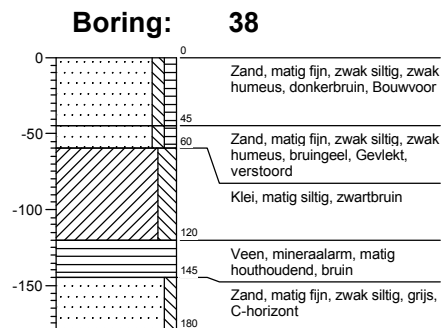 Boring: 38
0
0
Zand, matig fijn, zwak siltig, zwak
humeus, donkerbruin, Bouwvoor
45
-50
Zand, matig fijn, zwak siltig, zwak
humeus, bruingeel, Gevlekt,
verstoord
60
Klei, matig siltig, zwartbruin
-100
120
Veen, mineraalarm, matig
houthoudend, bruin
145
-150
Zand, matig fijn, zwak siltig, grijs,
C-horizont
180